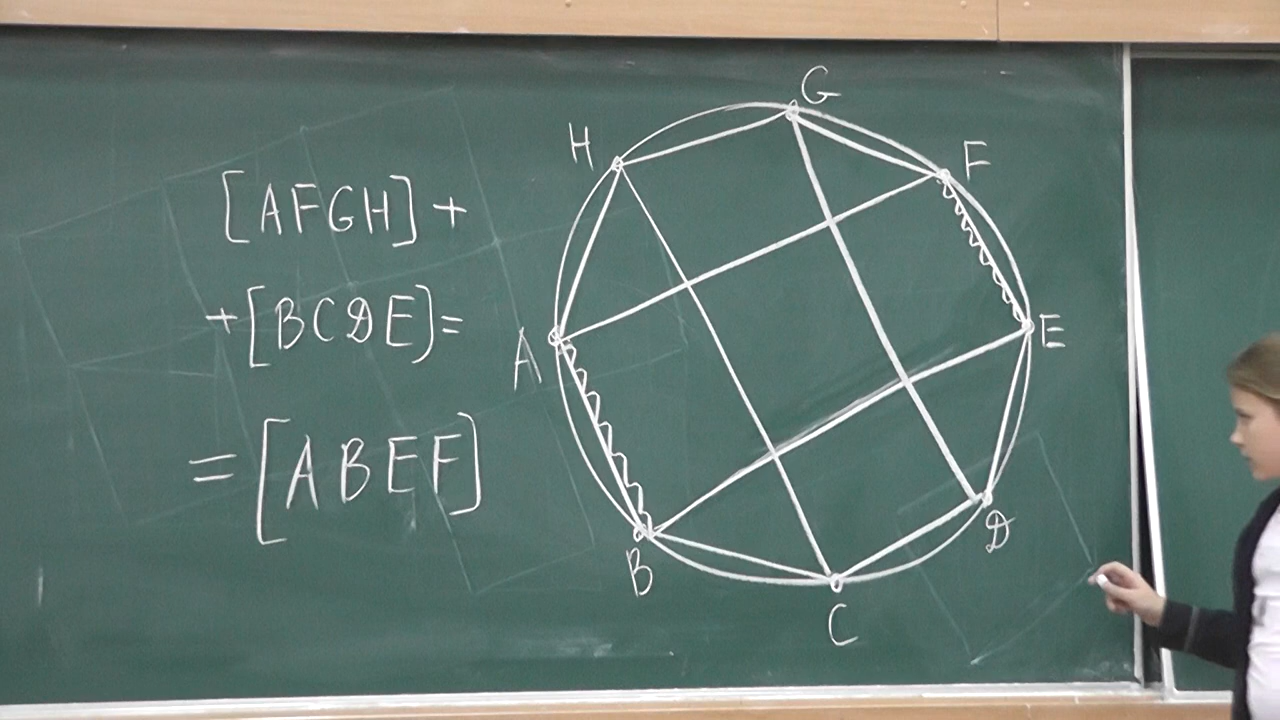 [AFGH] +
+[BCDE]=
=[ABEF]
G
H
F
A
E
B
D
C